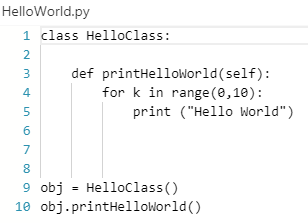 HelloWorld.py
1 class HelloClass:
2
3     def printHelloWorld(self):
4         for k in range(0,10):
5             print ("Hello World")
6
7
8
9 obj = HelloClass()
10 obj.printHelloWorld()